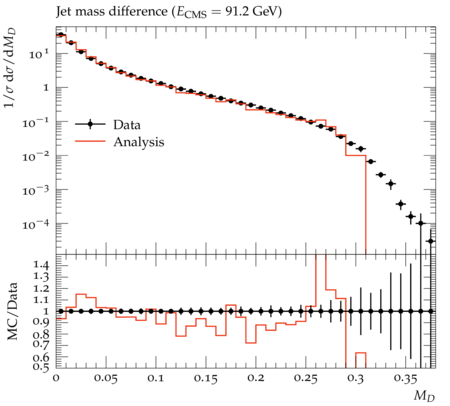 Jet mass difference (E_CMS = 91.2 GeV)
1/σ dσ/dM_D
10^1
1
10^−1
10^−2
10^−3
10^−4
Data
Analysis
MC/Data
1.4
1.3
1.2
1.1
1
0.9
0.8
0.7
0.6
0.5
0 0.05 0.1 0.15 0.2 0.25 0.3 0.35
M_D